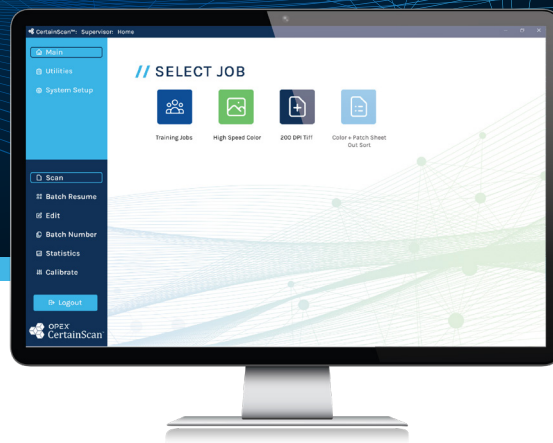 CertainScan™: Supervisor: Home
Main
Utilities
System Setup
// SELECT JOB
Training Jobs
High Speed Color
200 DPI Tiff
Color + Patch Sheet
Out Sort
Scan
Batch Resume
Edit
Batch Number
Statistics
Calibrate
Logout
OPEX®
CertainScan®